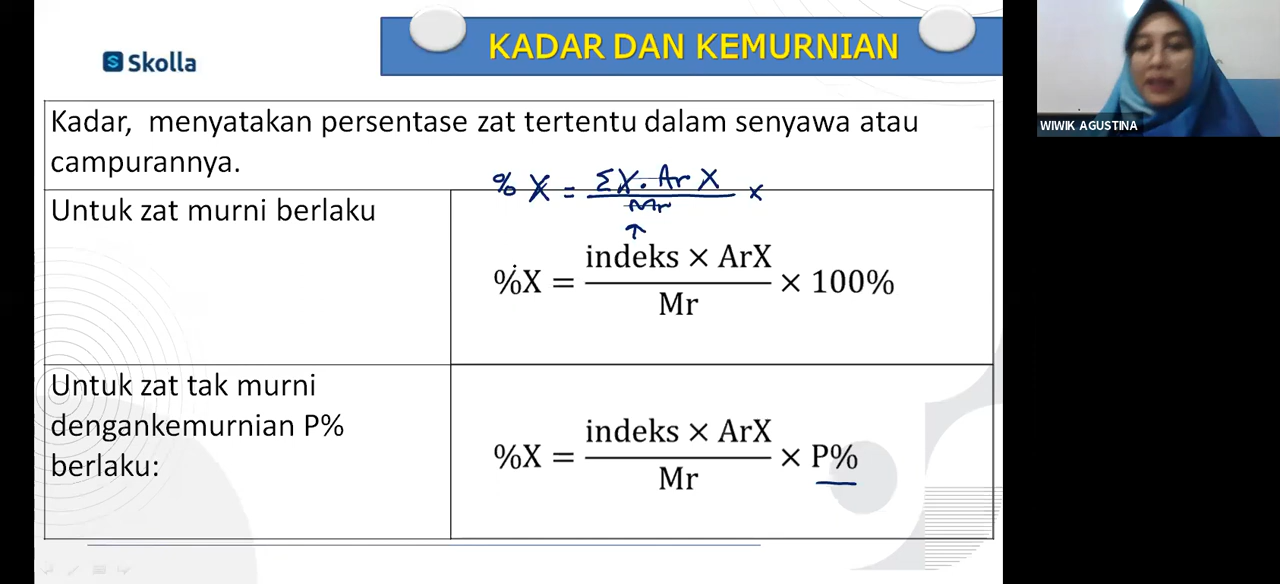 Skolla
KADAR DAN KEMURNIAN
WIWIK AGUSTINA
Kadar, menyatakan persentase zat tertentu dalam senyawa atau
campurannya.
% X = ΣX. Ar X / Mr x
Untuk zat murni berlaku
%X = indeks × ArX / Mr × 100%
Untuk zat tak murni
dengankemurnian P%
berlaku:
%X = indeks × ArX / Mr × P%